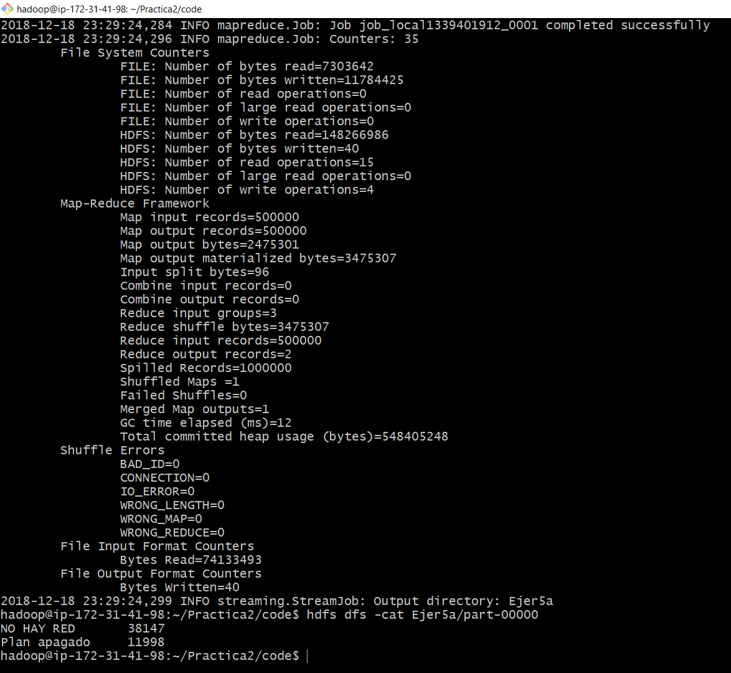 hadoop@ip-172-31-41-98: ~/Practica2/code
2018-12-18 23:29:24,284 INFO mapreduce.Job: Job job_local1339401912_0001 completed successfully
2018-12-18 23:29:24,296 INFO mapreduce.Job: Counters: 35
File System Counters
FILE: Number of bytes read=7303642
FILE: Number of bytes written=11784425
FILE: Number of read operations=0
FILE: Number of large read operations=0
FILE: Number of write operations=0
HDFS: Number of bytes read=148266986
HDFS: Number of bytes written=40
HDFS: Number of read operations=15
HDFS: Number of large read operations=0
HDFS: Number of write operations=4
Map-Reduce Framework
Map input records=500000
Map output records=500000
Map output bytes=2475301
Map output materialized bytes=3475307
Input split bytes=96
Combine input records=0
Combine output records=0
Reduce input groups=3
Reduce shuffle bytes=3475307
Reduce input records=500000
Reduce output records=2
Spilled Records=1000000
Shuffled Maps =1
Failed Shuffles=0
Merged Map outputs=1
GC time elapsed (ms)=12
Total committed heap usage (bytes)=548405248
Shuffle Errors
BAD_ID=0
CONNECTION=0
IO_ERROR=0
WRONG_LENGTH=0
WRONG_MAP=0
WRONG_REDUCE=0
File Input Format Counters
Bytes Read=74133493
File Output Format Counters
Bytes Written=40
2018-12-18 23:29:24,299 INFO streaming.StreamJob: Output directory: Ejer5a
hadoop@ip-172-31-41-98:~/Practica2/code$ hdfs dfs -cat Ejer5a/part-00000
NO HAY RED 38147
Plan apagado 11998
hadoop@ip-172-31-41-98:~/Practica2/code$